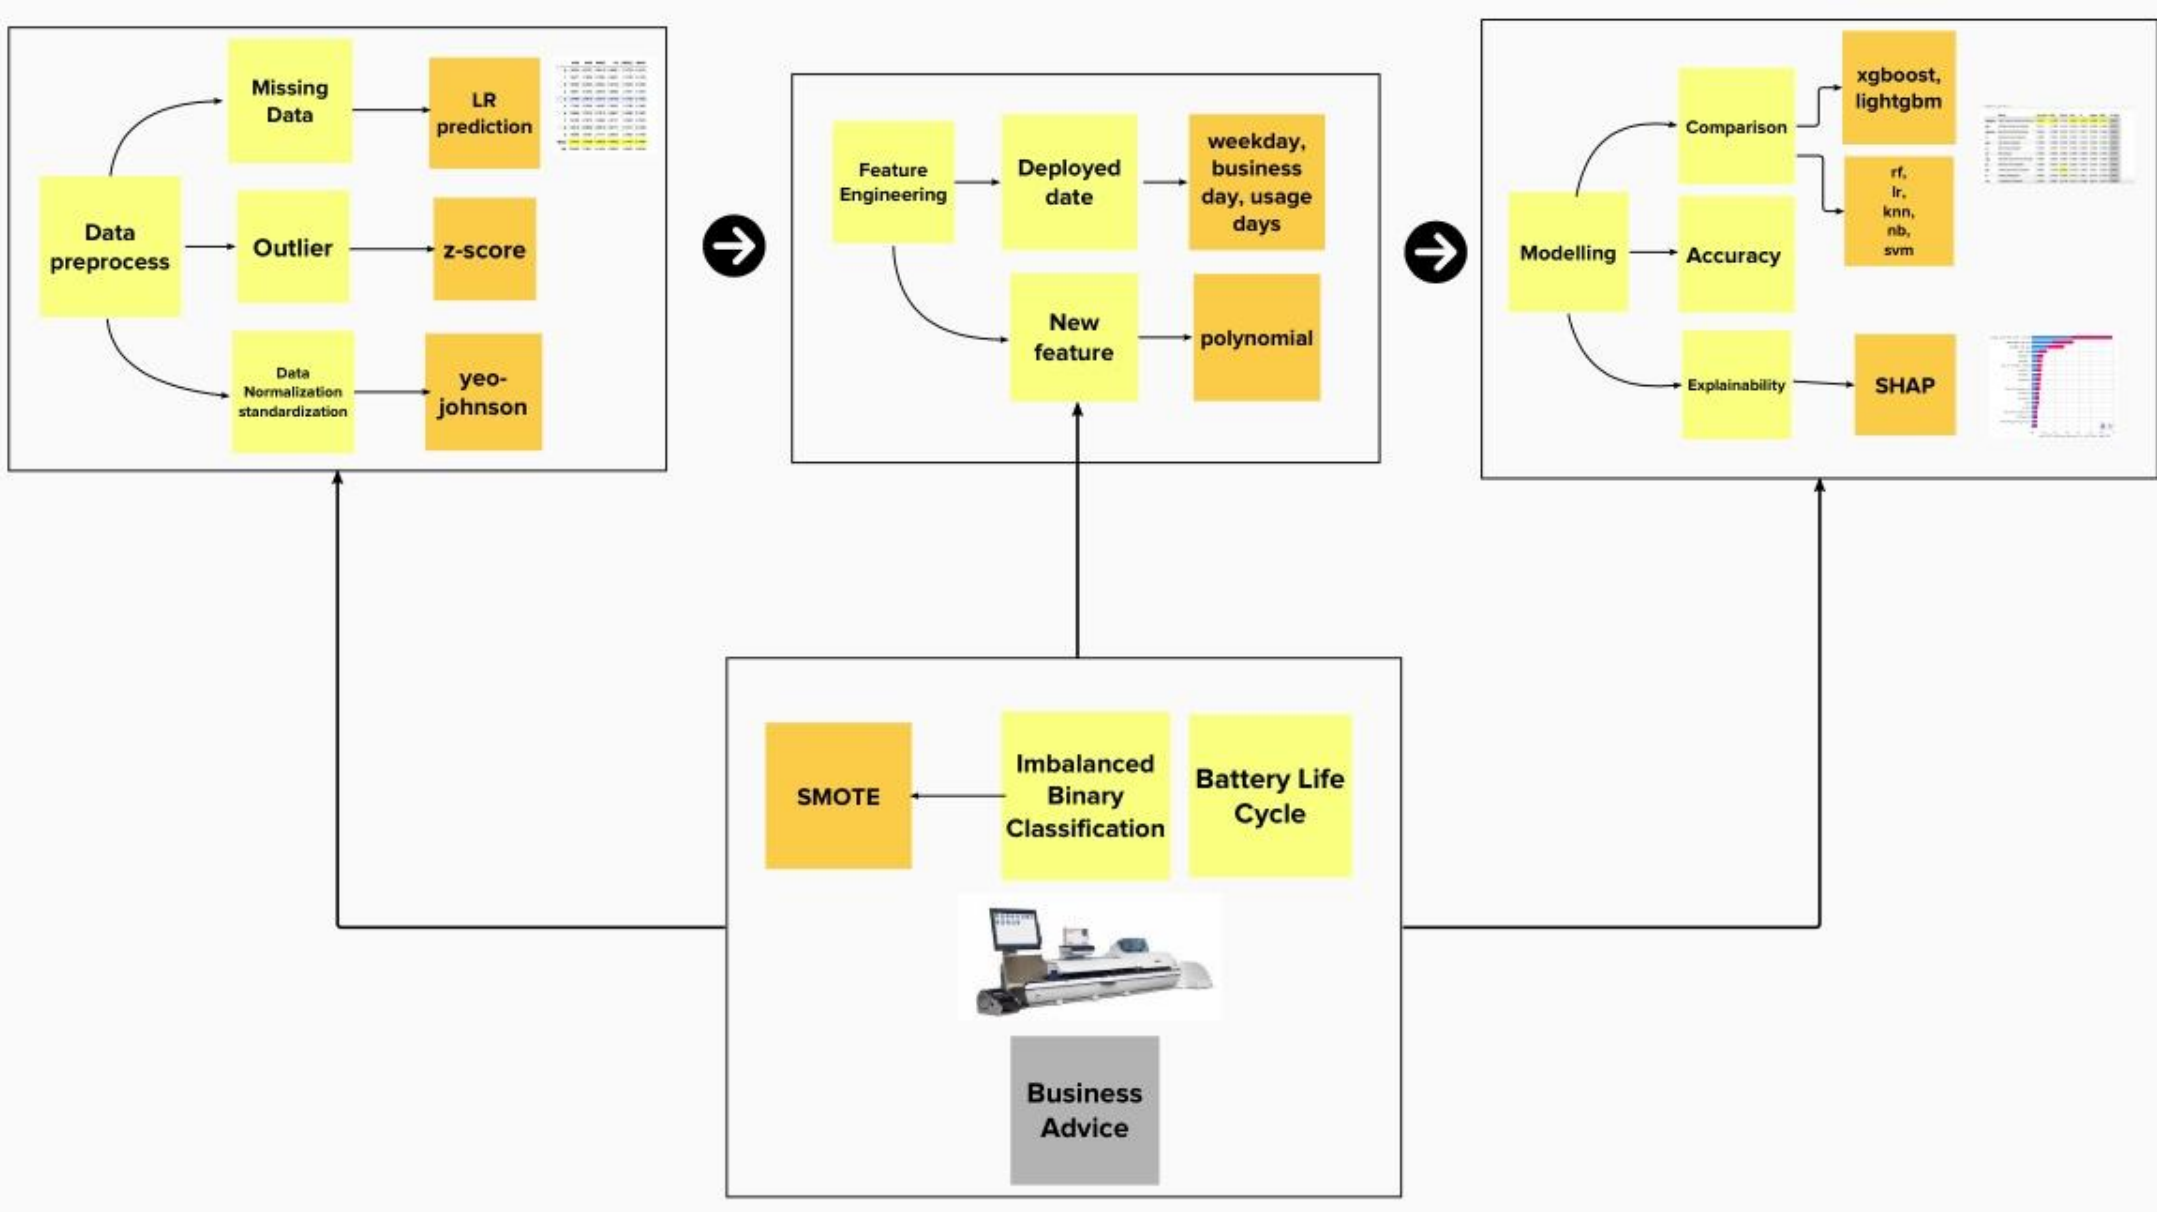 Missing
Data
LR
prediction
Data
preprocess
Outlier
z-score
Data
Normalization
standardization
yeo-
johnson
Feature
Engineering
Deployed
date
weekday,
business
day, usage
days
New
feature
polynomial
Modelling
Comparison
xgboost,
lightgbm
rf,
lr,
knn,
nb,
svm
Accuracy
Explainability
SHAP
SMOTE
Imbalanced
Binary
Classification
Battery Life
Cycle
Business
Advice